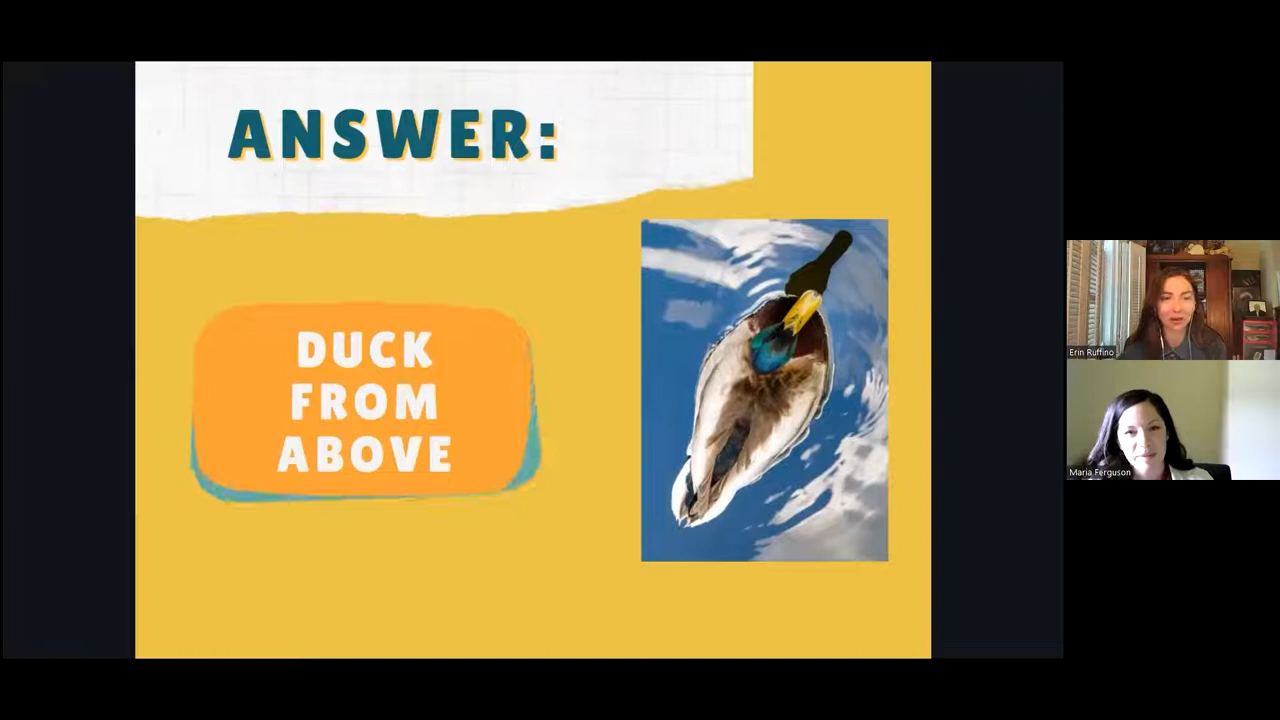 ANSWER:
DUCK
FROM
ABOVE
Erin Ruffino
Maria Ferguson